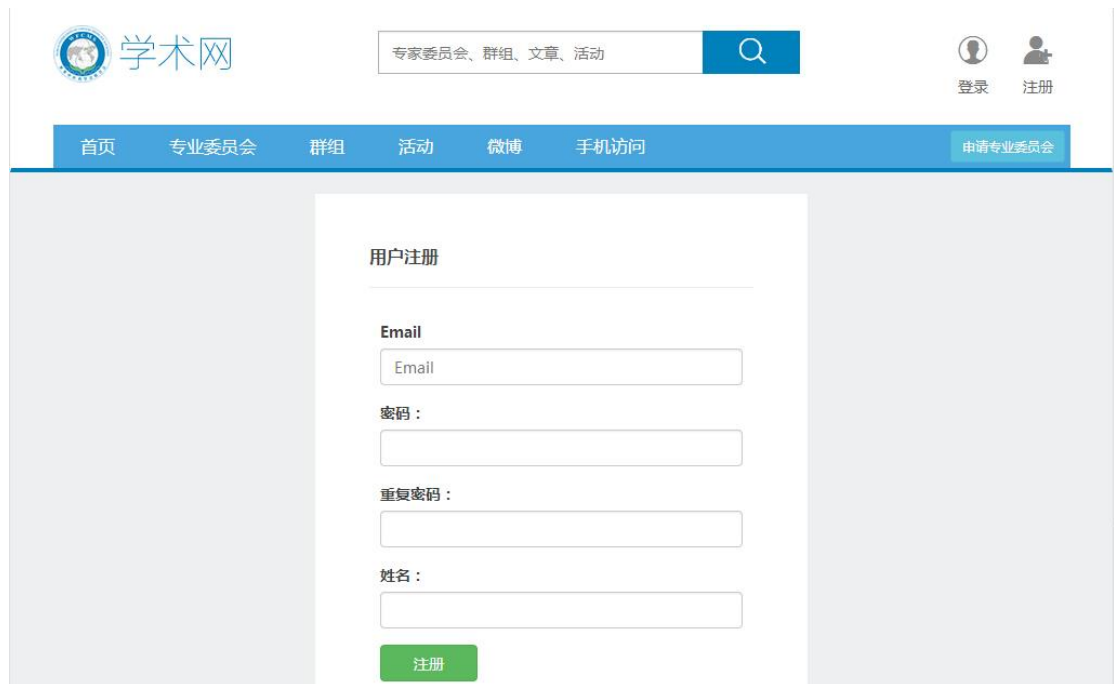 学术网
专家委员会、群组、文章、活动
登录 注册
首页 专业委员会 群组 活动 微博 手机访问 申请专业委员会
用户注册
Email
Email
密码：
重复密码：
姓名：
注册